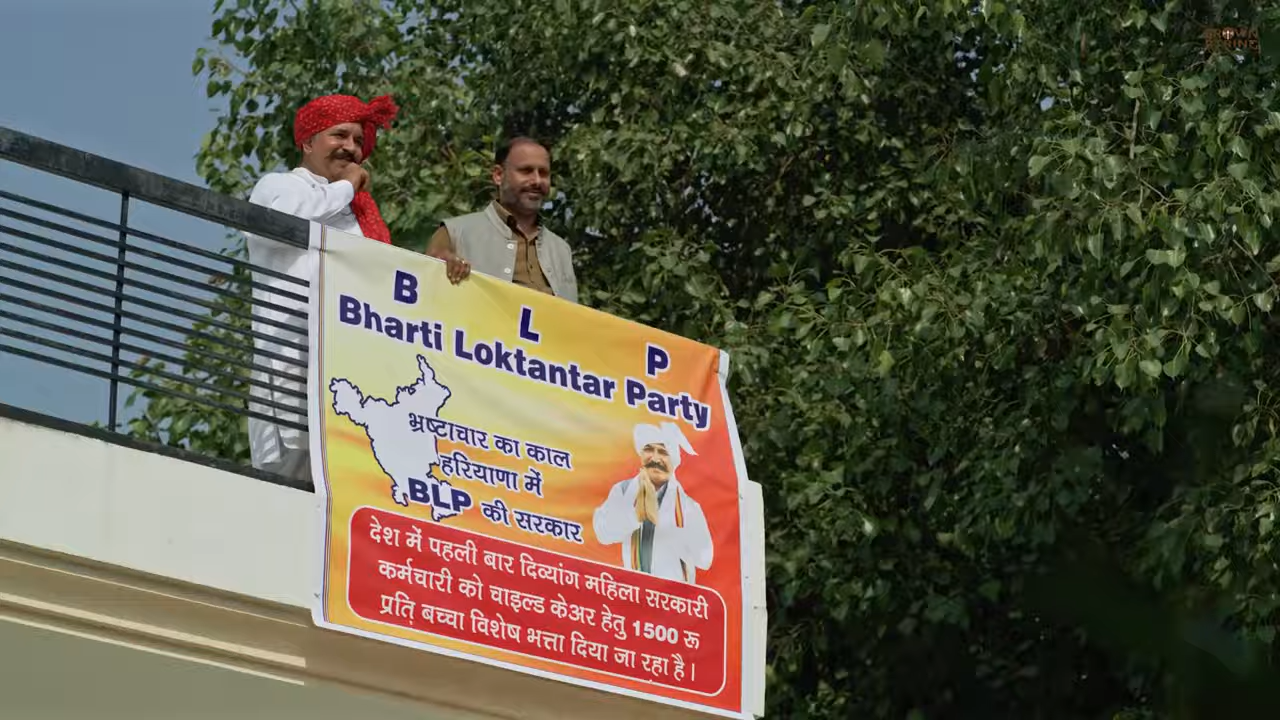 B L P
Bharti Loktantar Party
भ्रष्टाचार का काल
हरियाणा में
BLP की सरकार
देश में पहली बार दिव्यांग महिला सरकारी
कर्मचारी को चाइल्ड केअर हेतु 1500 रू
प्रति बच्चा विशेष भत्ता दिया जा रहा है।